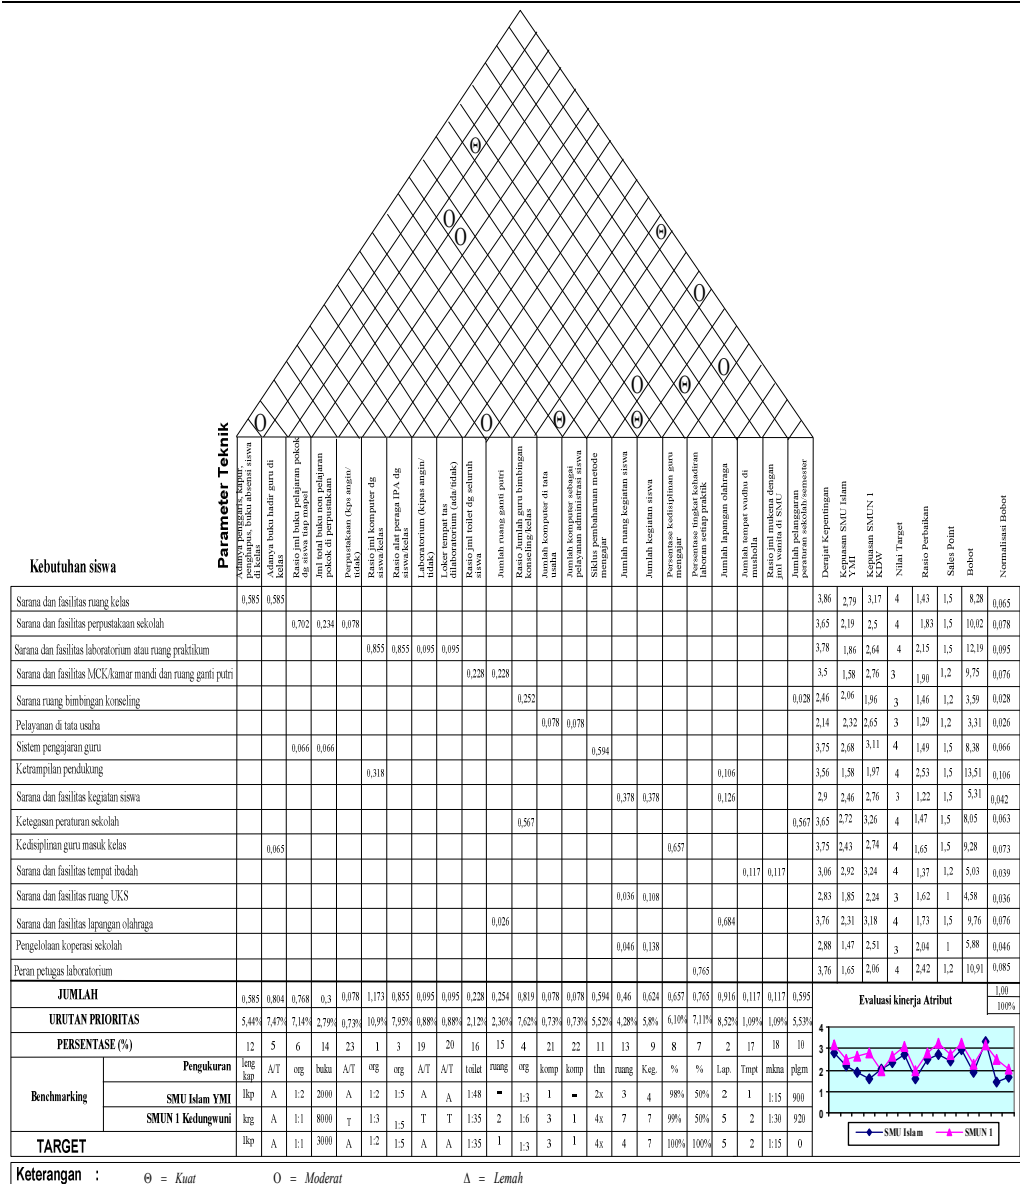 Θ
O
O
Θ
O
O
O
Θ
O
O
Θ
Θ
Parameter Teknik
Kebutuhan siswa
Adanya penggaris, kapur, penghapus, buku absensi siswa di kelas
Adanya buku hadir guru di kelas
Rasio jml buku pelajaran pokok dg siswa tiap mapel
Jml total buku non pelajaran pokok di perpustakaan
Perpustakaan (kps angin/ tidak)
Rasio jml komputer dg siswa/kelas
Rasio alat peraga IPA dg siswa/kelas
Laboratorium (kipas angin/ tidak)
Loker tempat tas dilaboratorium (ada/tidak)
Rasio jml toilet dg seluruh siswa
Jumlah ruang ganti putri
Rasio Jumlah guru bimbingan konseling/kelas
Jumlah komputer di tata usaha
Jumlah komputer sebagai pelayanan administrasi siswa
Siklus pembaharuan metode mengajar
Jumlah ruang kegiatan siswa
Jumlah kegiatan siswa
Persentase kedisiplinan guru mengajar
Persentase tingkat kehadiran laboran setiap praktik
Jumlah lapangan olahraga
Jumlah tempat wudhu di musholla
Rasio jml mukena dengan jml wanita di SMU
Jumlah pelanggaran peraturan sekolah/semester
Derajat Kepentingan
Kepuasan SMU Islam YMI
Kepuasan SMUN 1 KDW
Nilai Target
Rasio Perbaikan
Sales Point
Bobot
Normalisasi Bobot
Sarana dan fasilitas ruang kelas 0,585 0,585 3,86 2,79 3,17 4 1,43 1,5 8,28 0,065
Sarana dan fasilitas perpustakaan sekolah 0,702 0,234 0,078 3,65 2,19 2,5 4 1,83 1,5 10,02 0,078
Sarana dan fasilitas laboratorium atau ruang praktikum 0,855 0,855 0,095 0,095 3,78 1,86 2,64 4 2,15 1,5 12,19 0,095
Sarana dan fasilitas MCK/kamar mandi dan ruang ganti putri 0,228 0,228 3,5 1,58 2,76 3 1,90 1,2 9,75 0,076
Sarana ruang bimbingan konseling 0,252 0,028 2,46 2,06 1,96 3 1,46 1,2 3,59 0,028
Pelayanan di tata usaha 0,078 0,078 2,14 2,32 2,65 3 1,29 1,2 3,31 0,026
Sistem pengajaran guru 0,066 0,066 0,594 3,75 2,68 3,11 4 1,49 1,5 8,38 0,066
Ketrampilan pendukung 0,318 0,106 3,56 1,58 1,97 4 2,53 1,5 13,51 0,106
Sarana dan fasilitas kegiatan siswa 0,378 0,378 0,126 2,9 2,46 2,76 3 1,22 1,5 5,31 0,042
Ketegasan peraturan sekolah 0,567 0,567 3,65 2,72 3,26 4 1,47 1,5 8,05 0,063
Kedisiplinan guru masuk kelas 0,065 0,657 3,75 2,43 2,74 4 1,65 1,5 9,28 0,073
Sarana dan fasilitas tempat ibadah 0,117 0,117 3,06 2,92 3,24 4 1,37 1,2 5,03 0,039
Sarana dan fasilitas ruang UKS 0,036 0,108 2,83 1,85 2,24 3 1,62 1 4,58 0,036
Sarana dan fasilitas lapangan olahraga 0,026 0,684 3,76 2,31 3,18 4 1,73 1,5 9,76 0,076
Pengelolaan koperasi sekolah 0,046 0,138 2,88 1,47 2,51 3 2,04 1 5,88 0,046
Peran petugas laboratorium 0,765 3,76 1,65 2,06 4 2,42 1,2 10,91 0,085
JUMLAH 0,585 0,804 0,768 0,3 0,078 1,173 0,855 0,095 0,095 0,228 0,254 0,819 0,078 0,078 0,594 0,46 0,624 0,657 0,765 0,916 0,117 0,117 0,595 1,00
URUTAN PRIORITAS 5,44% 7,47% 7,14% 2,79% 0,73% 10,9% 7,95% 0,88% 0,88% 2,12% 2,36% 7,62% 0,73% 0,73% 5,52% 4,28% 5,8% 6,10% 7,11% 8,52% 1,09% 1,09% 5,53% 100%
PERSENTASE (%) 12 5 6 14 23 1 3 19 20 16 15 4 21 22 11 13 9 8 7 2 17 18 10
Benchmarking
Pengukuran leng kap A/T org buku A/T org org A/T A/T toilet ruang org komp komp thn ruang Keg. % % Lap. Tmpt mkna plgrn
SMU Islam YMI lkp A 1:2 2000 A 1:2 1:5 A A 1:48 - 1:3 1 - 2x 3 4 98% 50% 2 1 1:15 900
SMUN 1 Kedungwuni krg A 1:1 8000 T 1:3 1:5 T T 1:35 2 1:6 3 1 4x 7 7 99% 50% 5 2 1:30 920
TARGET lkp A 1:1 3000 A 1:2 1:5 A A 1:35 1 1:3 3 1 4x 4 7 100% 100% 5 2 1:15 0
Evaluasi kinerja Atribut
4
3
2
1
0
SMU Islam SMUN 1
Keterangan : Θ = Kuat O = Moderat Δ = Lemah